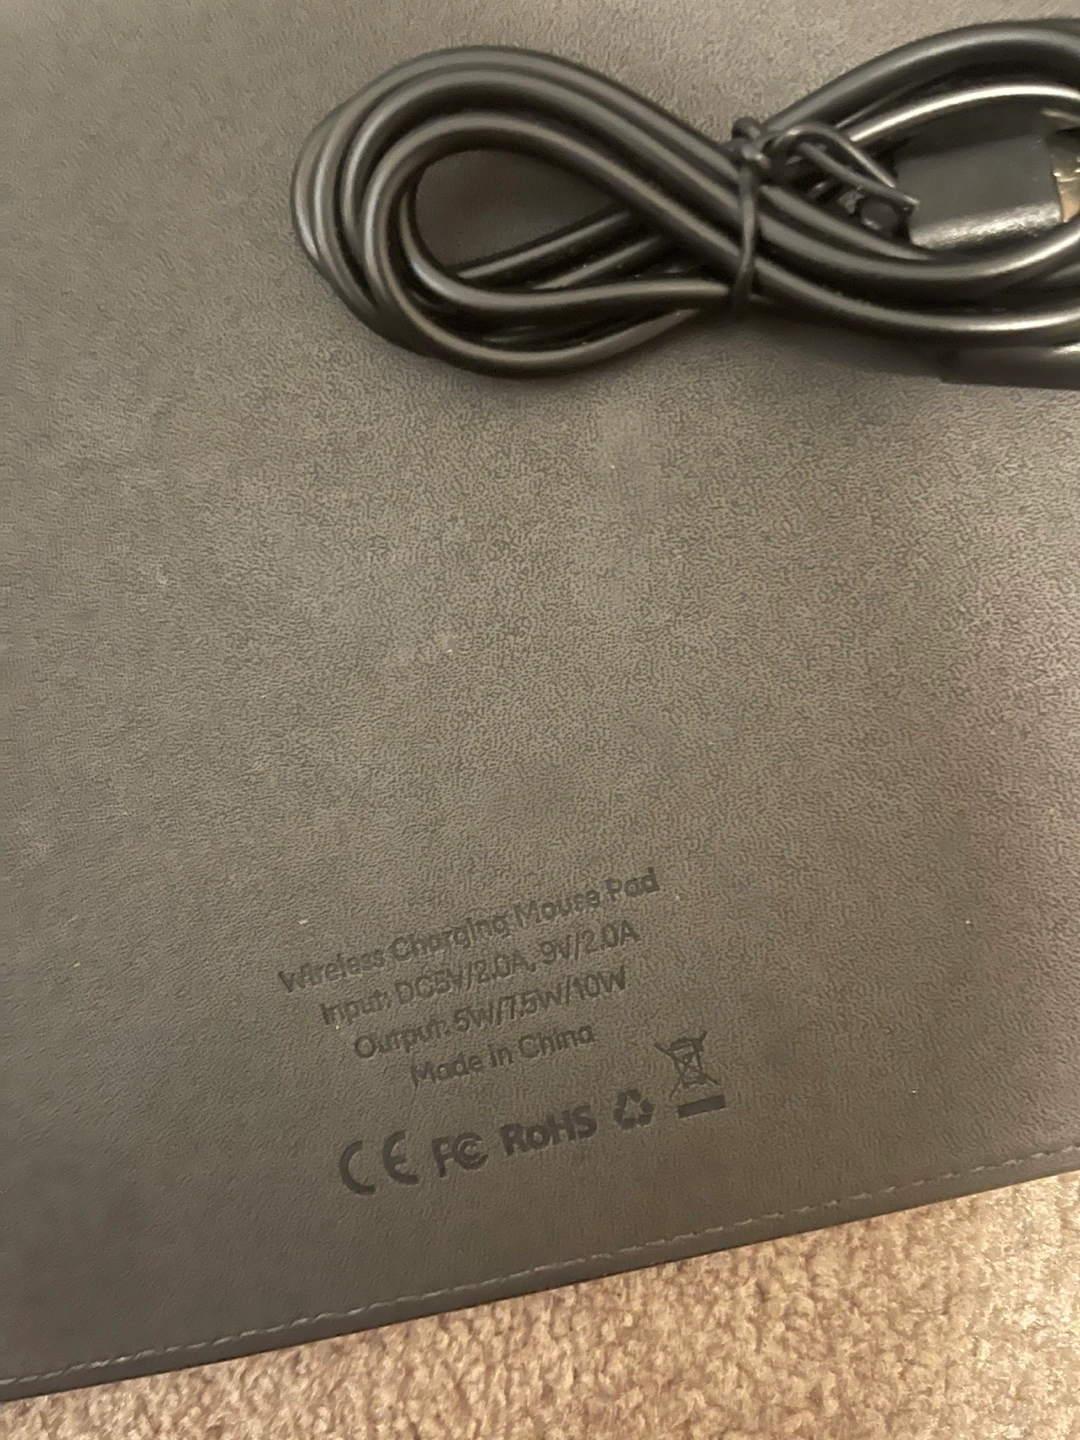 Wireless Charging Mouse Pad
Input: DC5V/2.0A, 9V/2.0A
Output: 5W/7.5W/10W
Made in China
CE FC RoHS